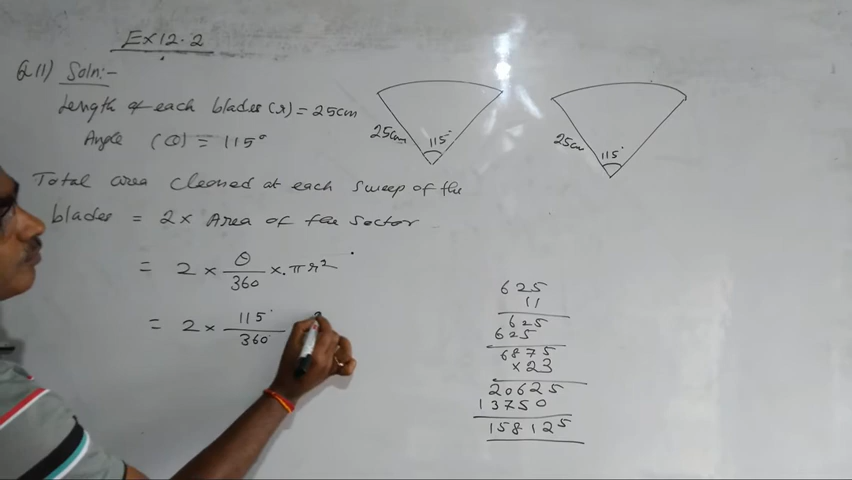 Ex 12.2
Q.11) Soln:-
Length of each blades (r) = 25cm
Angle (θ) = 115°
25cm 115°
25cm 115°
Total area cleaned at each sweep of the
blades = 2 × Area of the sector
= 2 × θ/360 × πr²
= 2 × 115°/360°
625
11
625
625
6875
×23
20625
13750
158125